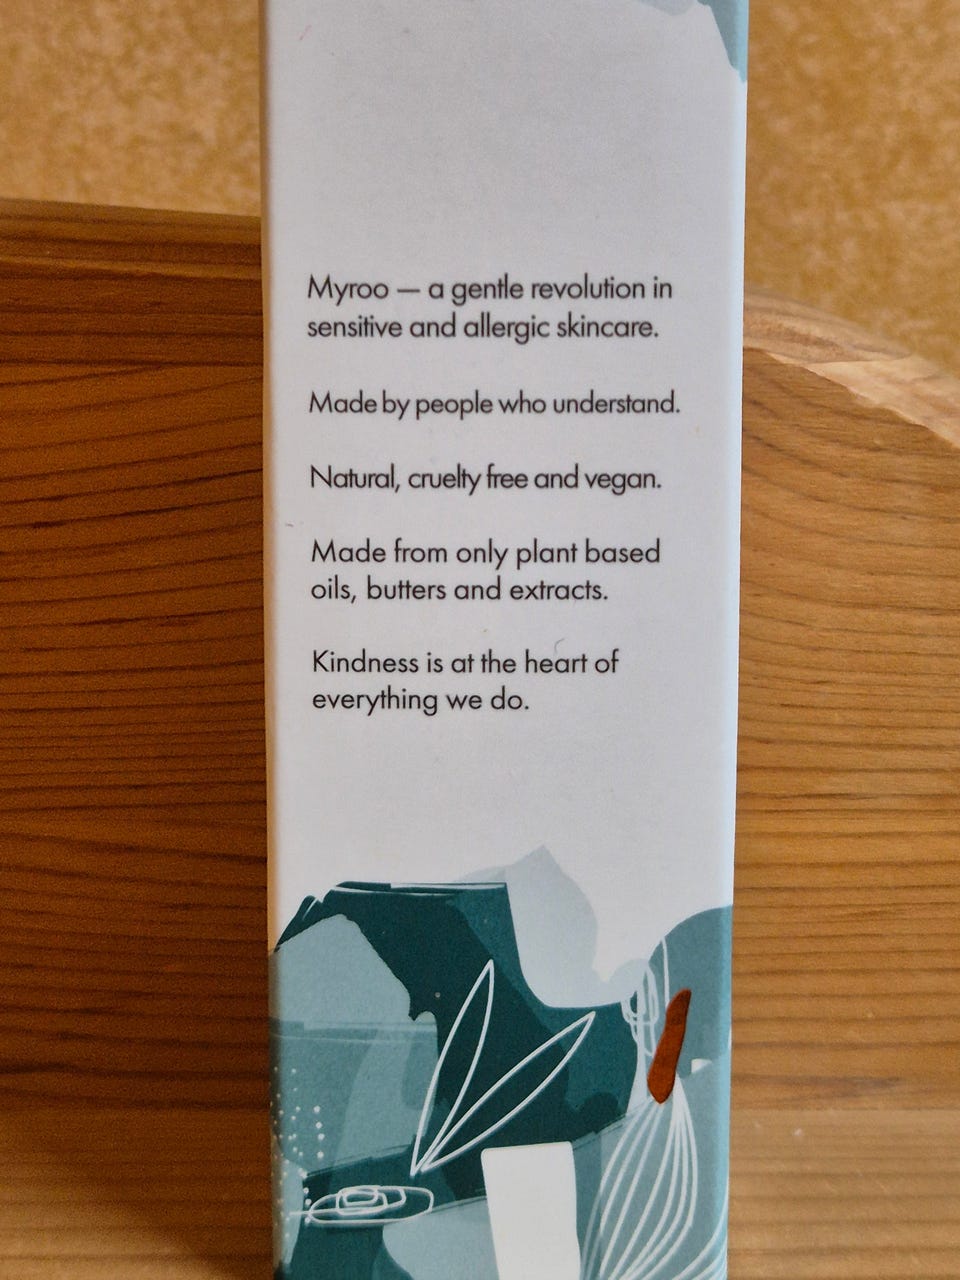 Myroo — a gentle revolution in
sensitive and allergic skincare.
Made by people who understand.
Natural, cruelty free and vegan.
Made from only plant based
oils, butters and extracts.
Kindness is at the heart of
everything we do.